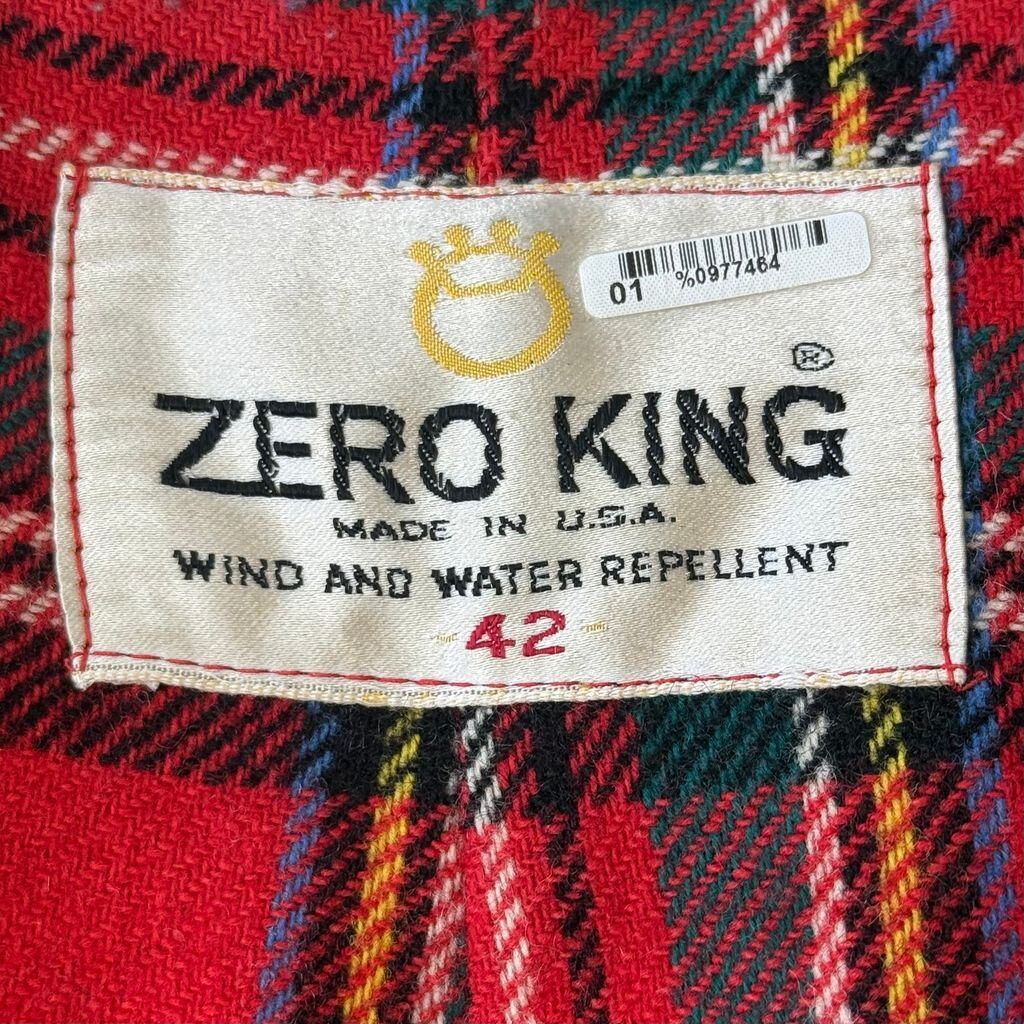 %0977464
01
ZERO KING ®
MADE IN U.S.A.
WIND AND WATER REPELLENT
42